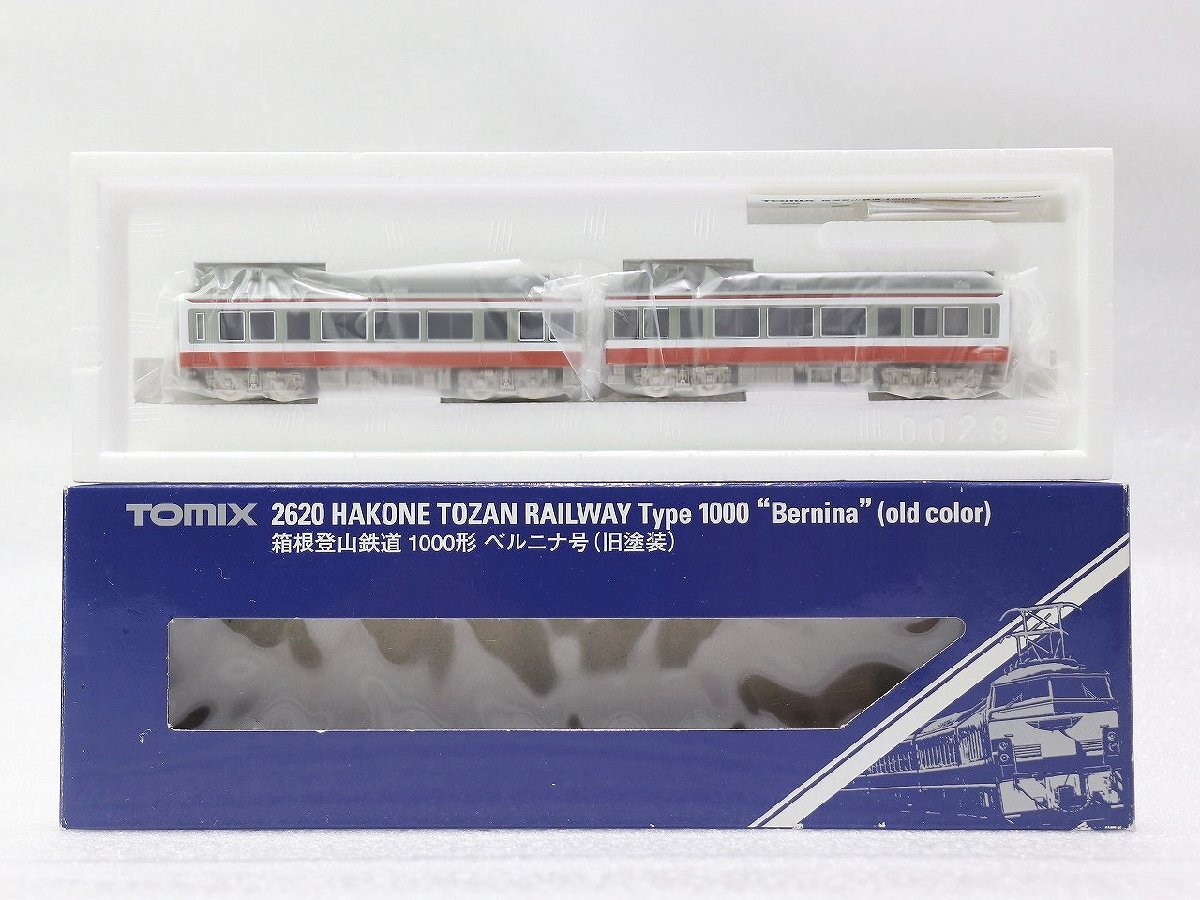 TOMIX
0029
TOMIX 2620 HAKONE TOZAN RAILWAY Type 1000 “Bernina” (old color)
箱根登山鉄道 1000形 ベルニナ号(旧塗装)